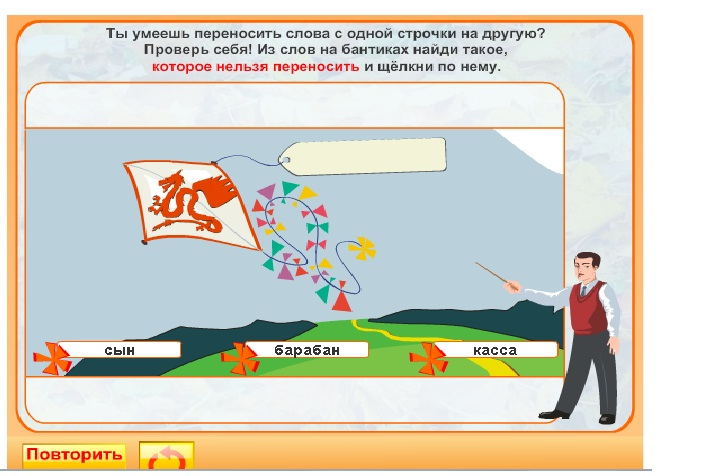 Ты умеешь переносить слова с одной строчки на другую?
Проверь себя! Из слов на бантиках найди такое,
которое нельзя переносить и щёлкни по нему.
сын
барабан
касса
Повторить